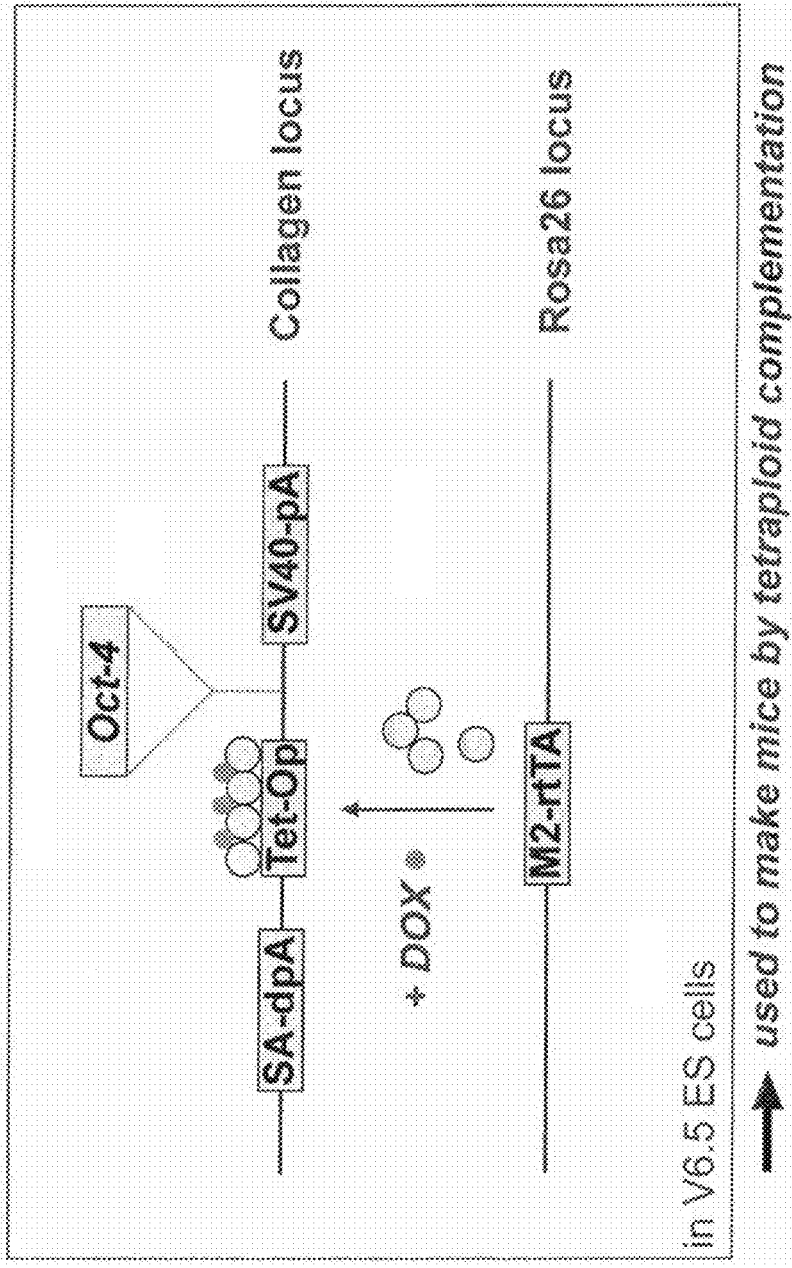 Oct-4
SA-dpA Tet-Op SV40-pA Collagen locus
+ DOX
M2-rtTA Rosa26 locus
in V6.5 ES cells
used to make mice by tetraploid complementation